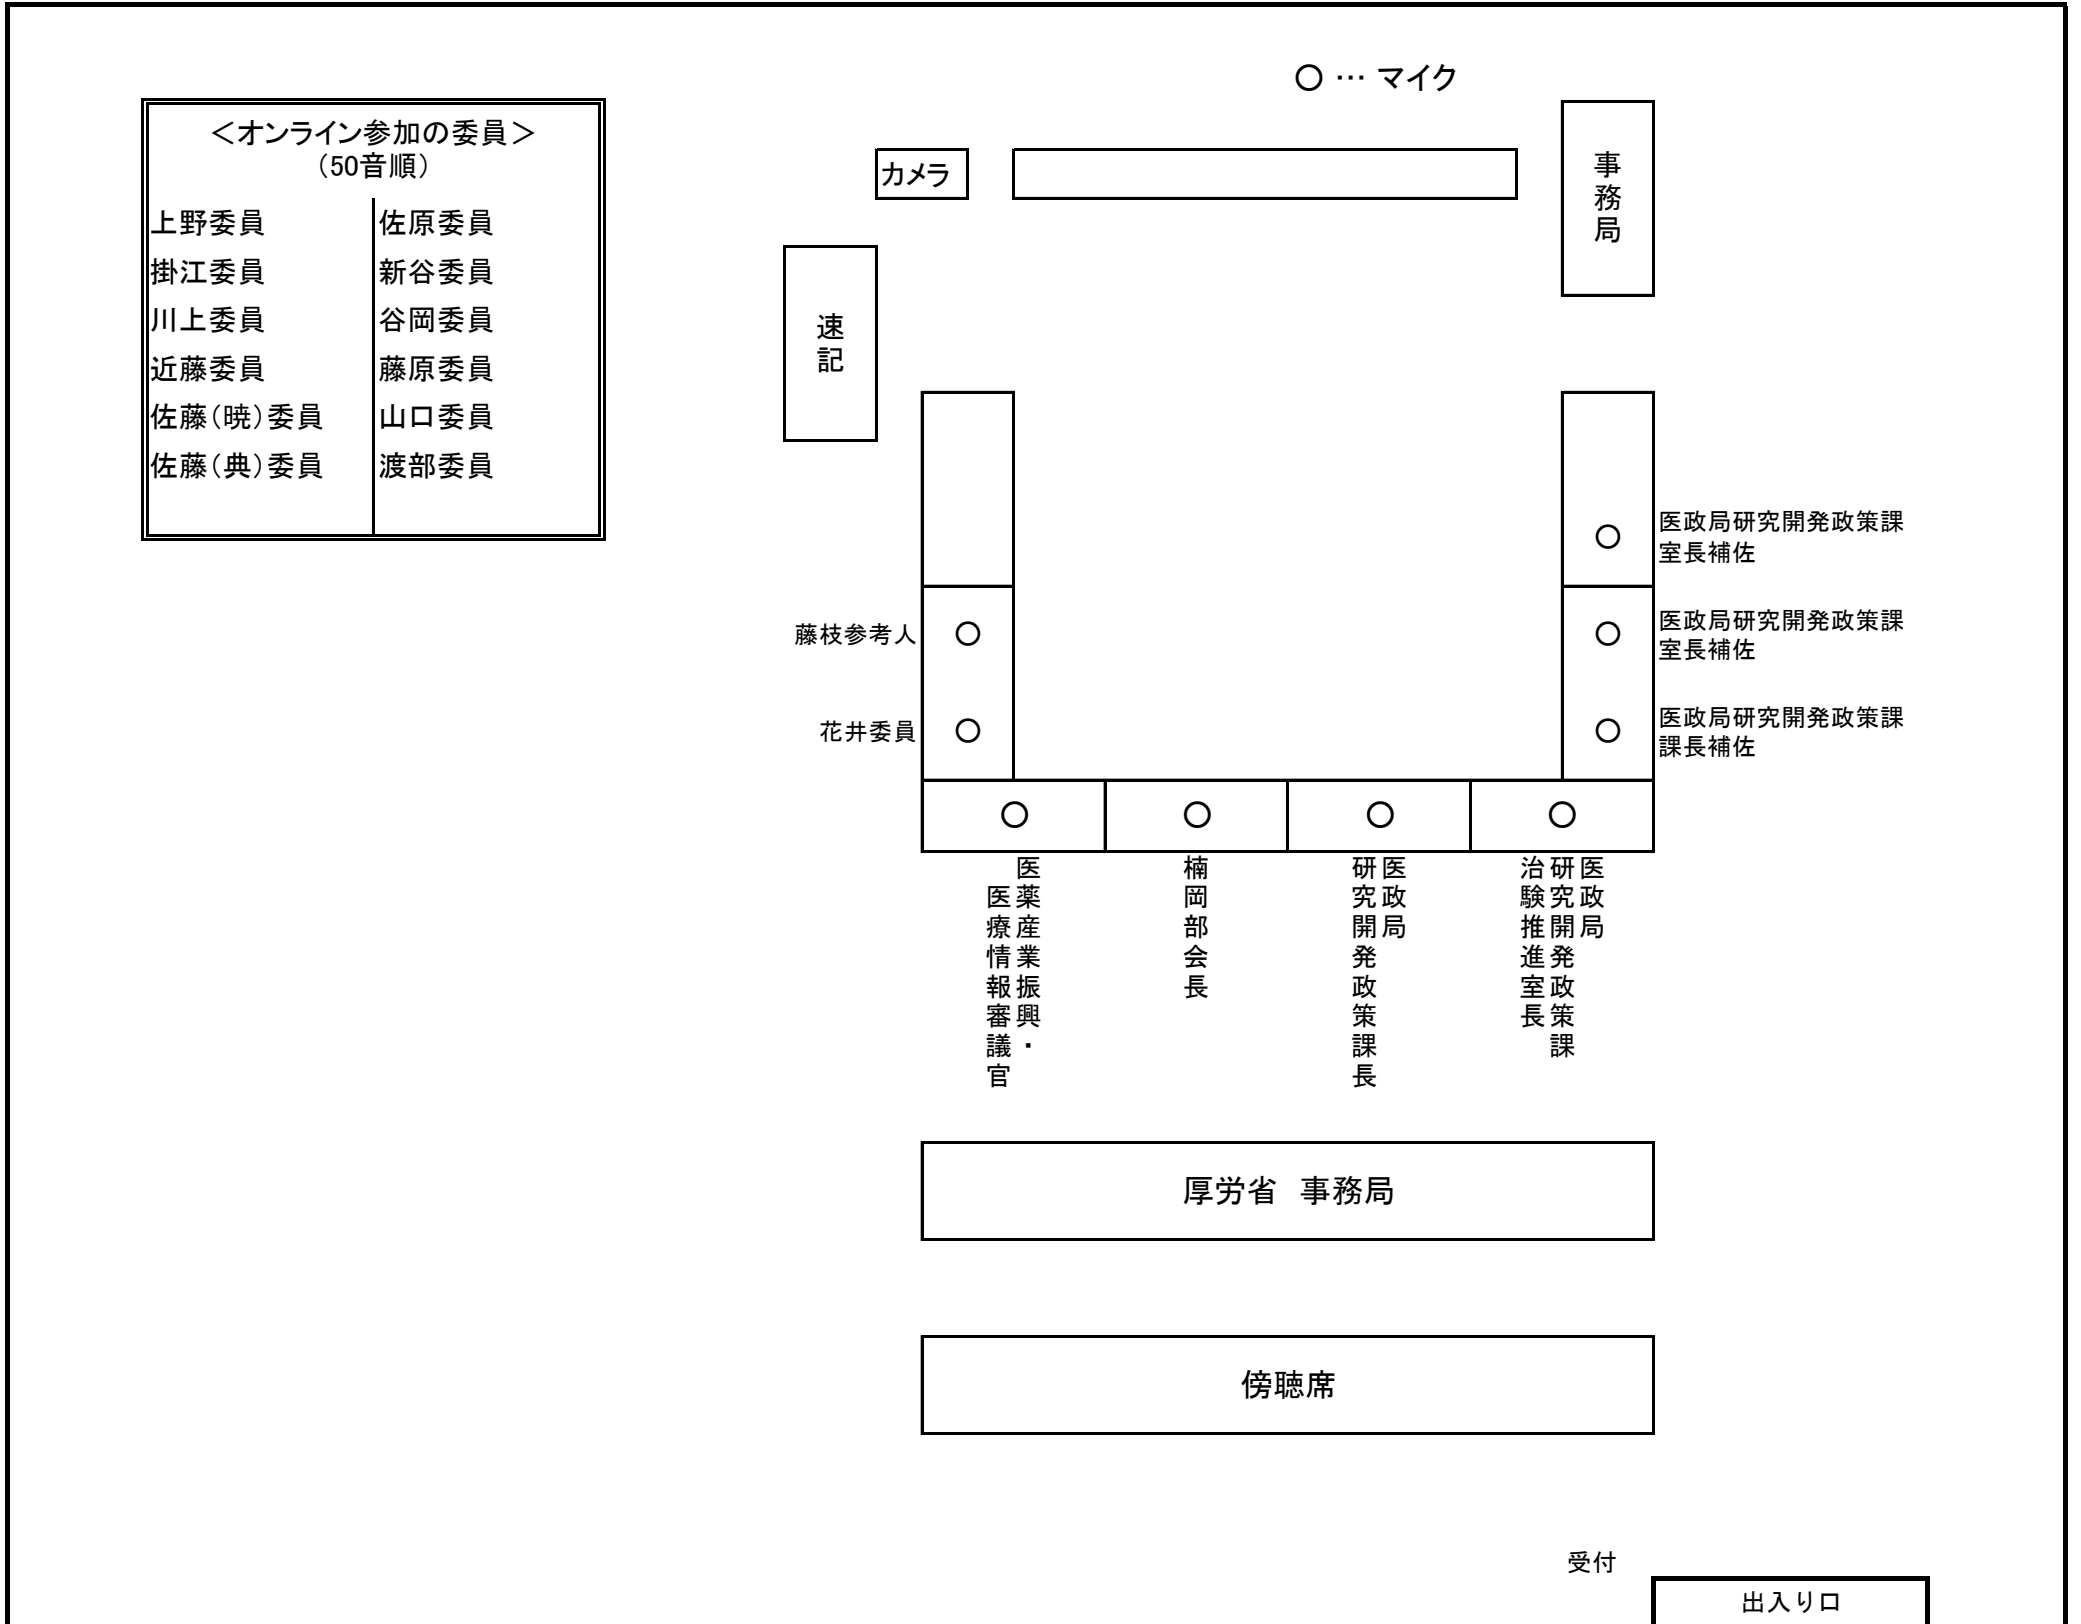 ○ … マイク
＜オンライン参加の委員＞
（50音順）
上野委員
掛江委員
川上委員
近藤委員
佐藤（暁）委員
佐藤（典）委員
佐原委員
新谷委員
谷岡委員
藤原委員
山口委員
渡部委員
カメラ
事務局
速記
医政局研究開発政策課
室長補佐
藤枝参考人
医政局研究開発政策課
室長補佐
花井委員
医政局研究開発政策課
課長補佐
医薬産業振興・
医療情報審議官
楠岡部会長
医政局
研究開発政策課長
医政局
研究開発政策課
治験推進室長
厚労省　事務局
傍聴席
受付
出入り口